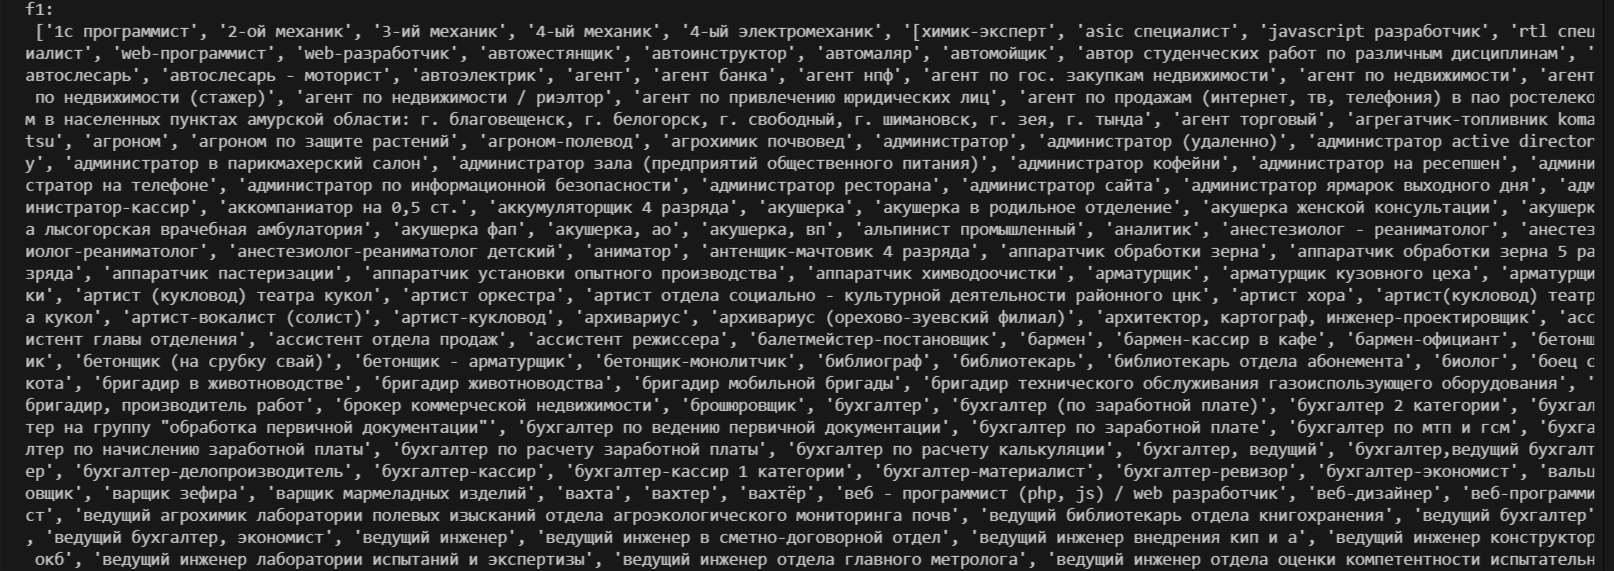 f1:
['1с программист', '2-ой механик', '3-ий механик', '4-ый механик', '4-ый электромеханик', '[химик-эксперт', 'asic специалист', 'javascript разработчик', 'rtl спец
иалист', 'web-программист', 'web-разработчик', 'автожестянщик', 'автоинструктор', 'автомаляр', 'автомойщик', 'автор студенческих работ по различным дисциплинам', '
автослесарь', 'автослесарь - моторист', 'автоэлектрик', 'агент', 'агент банка', 'агент нпф', 'агент по гос. закупкам недвижимости', 'агент по недвижимости', 'агент
по недвижимости (стажер)', 'агент по недвижимости / риэлтор', 'агент по привлечению юридических лиц', 'агент по продажам (интернет, тв, телефония) в пао ростелеко
м в населенных пунктах амурской области: г. благовещенск, г. белогорск, г. свободный, г. шимановск, г. зея, г. тында', 'агент торговый', 'агрегатчик-топливник koma
tsu', 'агроном', 'агроном по защите растений', 'агроном-полевод', 'агрохимик почвовед', 'администратор', 'администратор (удаленно)', 'администратор active director
y', 'администратор в парикмахерский салон', 'администратор зала (предприятий общественного питания)', 'администратор кофейни', 'администратор на ресепшен', 'админи
стратор на телефоне', 'администратор по информационной безопасности', 'администратор ресторана', 'администратор сайта', 'администратор ярмарок выходного дня', 'адм
инистратор-кассир', 'аккомпаниатор на 0,5 ст.', 'аккумуляторщик 4 разряда', 'акушерка', 'акушерка в родильное отделение', 'акушерка женской консультации', 'акушерк
а лысогорская врачебная амбулатория', 'акушерка фап', 'акушерка, ао', 'акушерка, вп', 'альпинист промышленный', 'аналитик', 'анестезиолог - реаниматолог', 'анестез
иолог-реаниматолог', 'анестезиолог-реаниматолог детский', 'аниматор', 'антенщик-мачтовик 4 разряда', 'аппаратчик обработки зерна', 'аппаратчик обработки зерна 5 ра
зряда', 'аппаратчик пастеризации', 'аппаратчик установки опытного производства', 'аппаратчик химводоочистки', 'арматурщик', 'арматурщик кузовного цеха', 'арматурщи
ки', 'артист (кукловод) театра кукол', 'артист оркестра', 'артист отдела социально - культурной деятельности районного цнк', 'артист хора', 'артист(кукловод) театр
а кукол', 'артист-вокалист (солист)', 'артист-кукловод', 'архивариус', 'архивариус (орехово-зуевский филиал)', 'архитектор, картограф, инженер-проектировщик', 'асс
истент главы отделения', 'ассистент отдела продаж', 'ассистент режиссера', 'балетмейстер-постановщик', 'бармен', 'бармен-кассир в кафе', 'бармен-официант', 'бетонщ
ик', 'бетонщик (на срубку свай)', 'бетонщик - арматурщик', 'бетонщик-монолитчик', 'библиограф', 'библиотекарь', 'библиотекарь отдела абонемента', 'биолог', 'боец с
кота', 'бригадир в животноводстве', 'бригадир животноводства', 'бригадир мобильной бригады', 'бригадир технического обслуживания газоиспользующего оборудования', '
бригадир, производитель работ', 'брокер коммерческой недвижимости', 'брошюровщик', 'бухгалтер', 'бухгалтер (по заработной плате)', 'бухгалтер 2 категории', 'бухгал
тер на группу "обработка первичной документации"', 'бухгалтер по ведению первичной документации', 'бухгалтер по заработной плате', 'бухгалтер по мтп и гсм', 'бухга
лтер по начислению заработной платы', 'бухгалтер по расчету заработной платы', 'бухгалтер по расчету калькуляции', 'бухгалтер, ведущий', 'бухгалтер,ведущий бухгалт
ер', 'бухгалтер-делопроизводитель', 'бухгалтер-кассир', 'бухгалтер-кассир 1 категории', 'бухгалтер-материалист', 'бухгалтер-ревизор', 'бухгалтер-экономист', 'вальц
овщик', 'варщик зефира', 'варщик мармеладных изделий', 'вахта', 'вахтер', 'вахтёр', 'веб - программист (php, js) / web разработчик', 'веб-дизайнер', 'веб-программи
ст', 'ведущий агрохимик лаборатории полевых изысканий отдела агроэкологического мониторинга почв', 'ведущий библиотекарь отдела книгохранения', 'ведущий бухгалтер'
, 'ведущий бухгалтер, экономист', 'ведущий инженер', 'ведущий инженер в сметно-договорной отдел', 'ведущий инженер внедрения кип и а', 'ведущий инженер конструктор
окб', 'ведущий инженер лаборатории испытаний и экспертизы', 'ведущий инженер отдела главного метролога', 'ведущий инженер отдела оценки компетентности испытательн